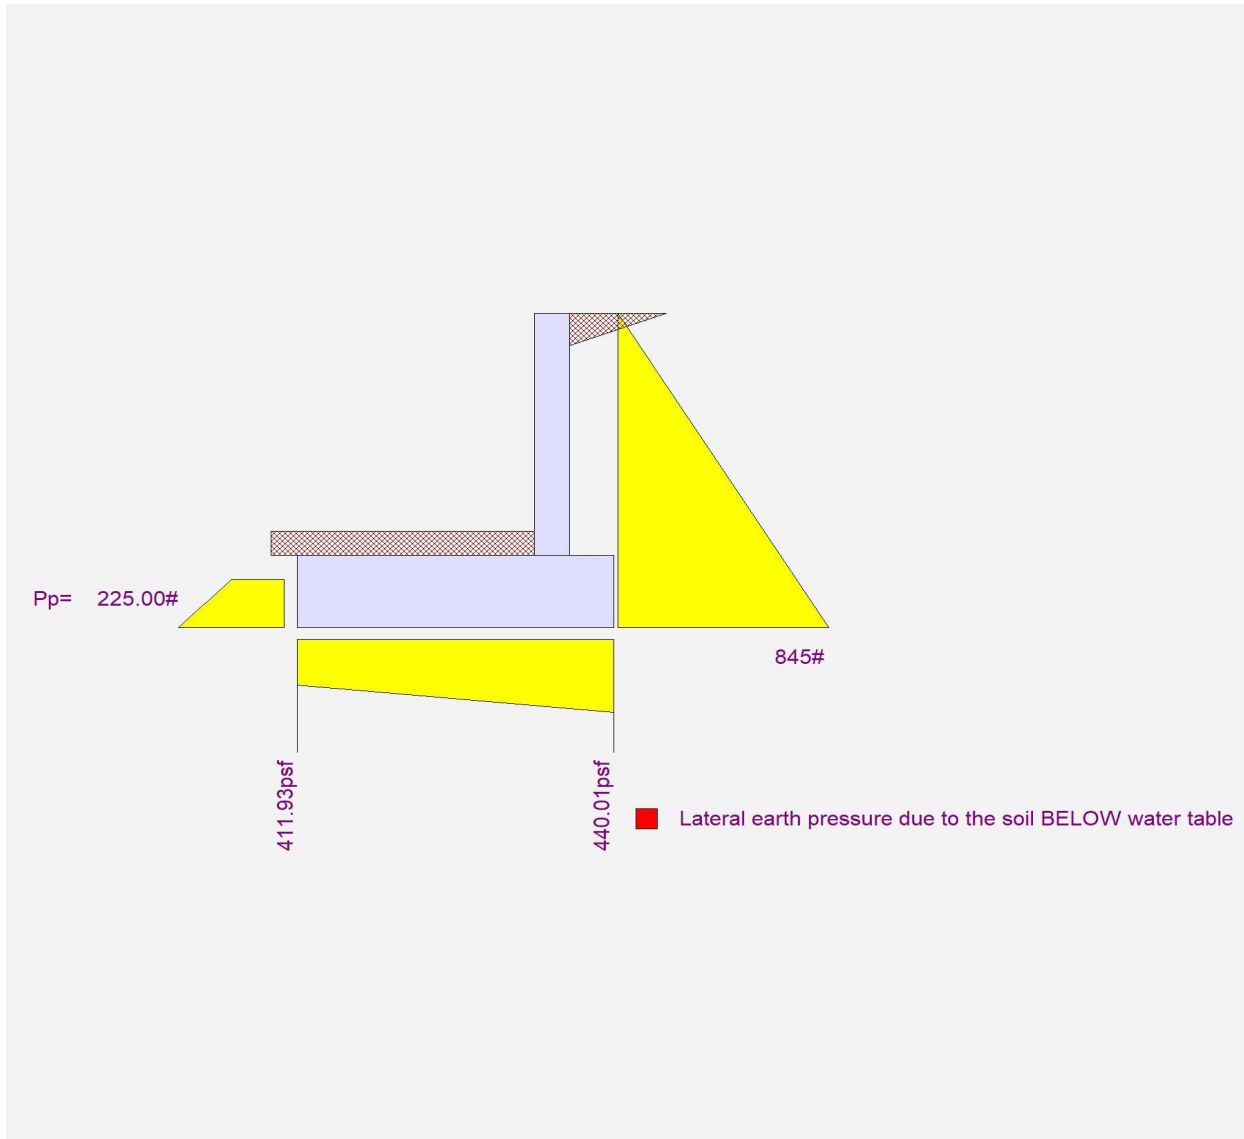 Pp= 225.00#
845#
411.93psf
440.01psf
Lateral earth pressure due to the soil BELOW water table